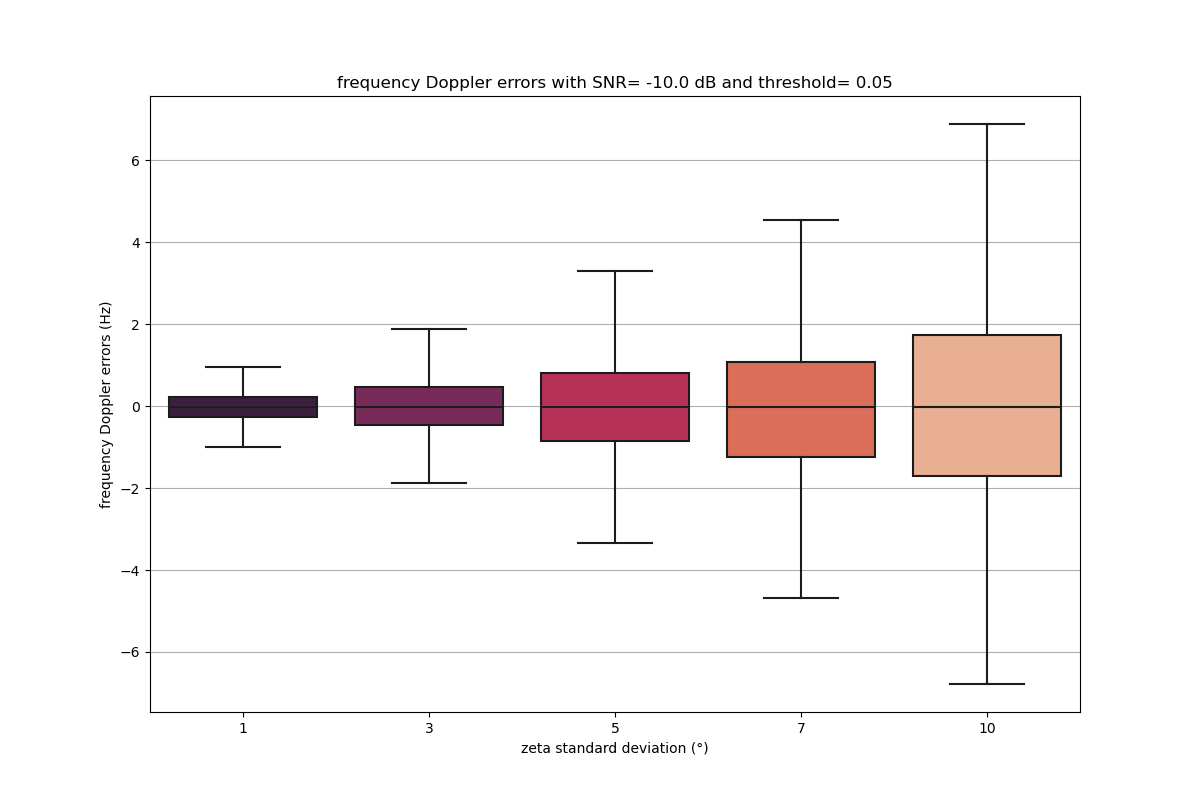 frequency Doppler errors with SNR= -10.0 dB and threshold= 0.05
6
4
2
0
−2
−4
−6
frequency Doppler errors (Hz)
1 3 5 7 10
zeta standard deviation (°)